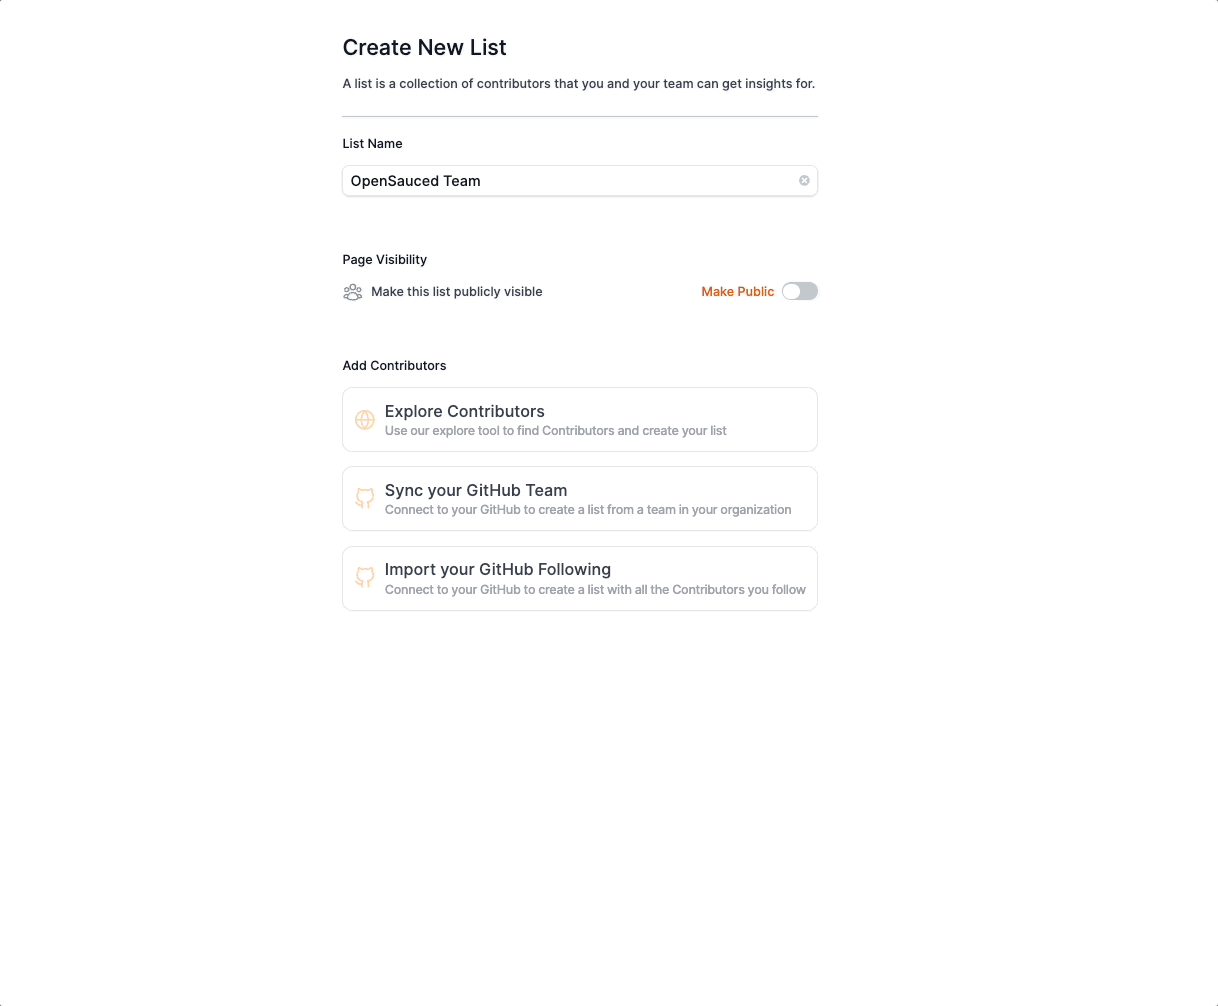 Create New List
A list is a collection of contributors that you and your team can get insights for.
List Name
OpenSauced Team
Page Visibility
Make this list publicly visible
Make Public
Add Contributors
Explore Contributors
Use our explore tool to find Contributors and create your list
Sync your GitHub Team
Connect to your GitHub to create a list from a team in your organization
Import your GitHub Following
Connect to your GitHub to create a list with all the Contributors you follow